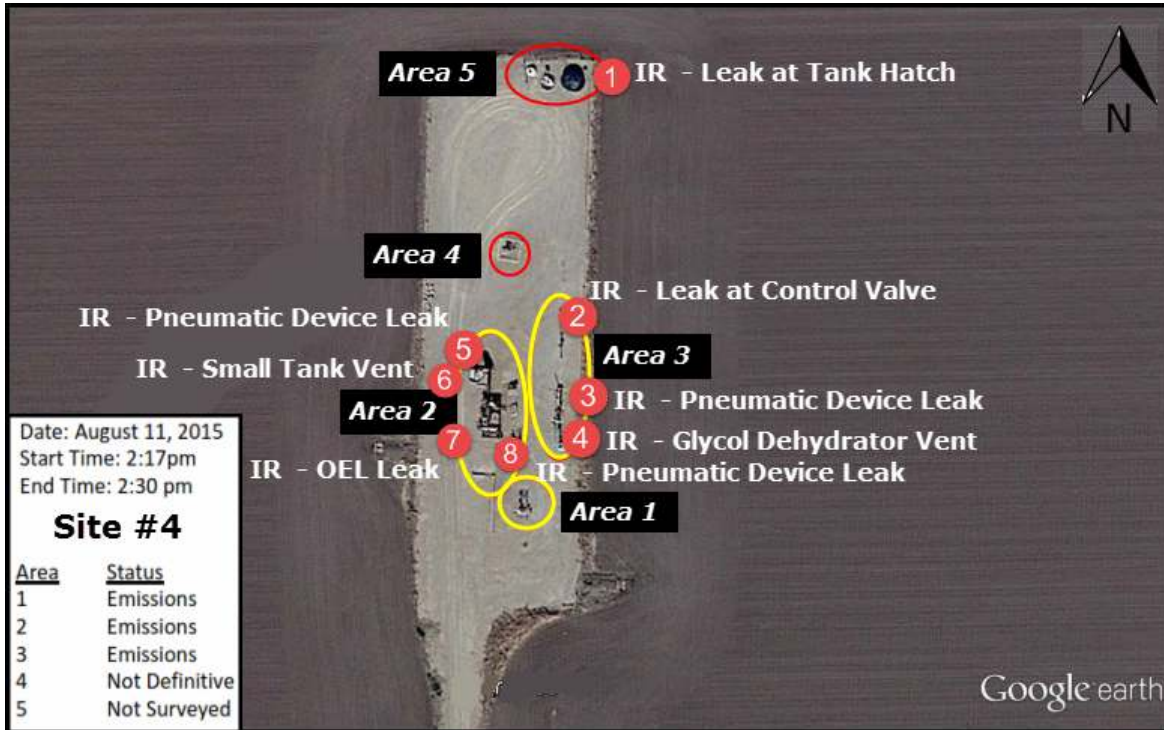 Area 5
1
IR - Leak at Tank Hatch
N
Area 4
IR - Leak at Control Valve
2
IR - Pneumatic Device Leak
5
Area 3
IR - Small Tank Vent
6
3
IR - Pneumatic Device Leak
Area 2
7
4
IR - Glycol Dehydrator Vent
8
IR - OEL Leak
IR - Pneumatic Device Leak
Area 1
Date: August 11, 2015
Start Time: 2:17pm
End Time: 2:30 pm
Site #4
Area Status
1 Emissions
2 Emissions
3 Emissions
4 Not Definitive
5 Not Surveyed
Google earth